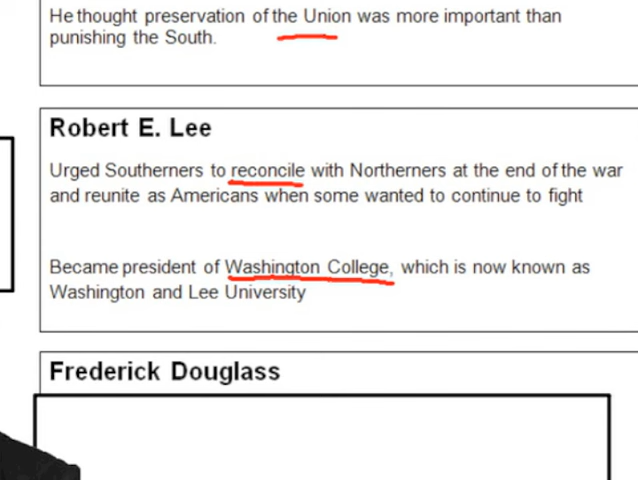 He thought preservation of the Union was more important than
punishing the South.
Robert E. Lee
Urged Southerners to reconcile with Northerners at the end of the war
and reunite as Americans when some wanted to continue to fight
Became president of Washington College, which is now known as
Washington and Lee University
Frederick Douglass